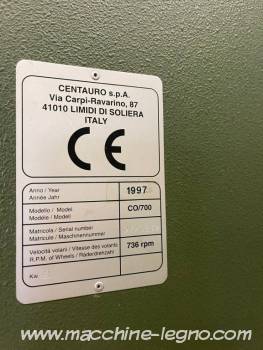 CENTAURO s.p.A.
Via Carpi-Ravarino, 87
41010 LIMIDI DI SOLIERA
ITALY
CE
Anno / Year
Année Jahr
1997
Modello / Model
Modéle / Modell
CO/700
Matricola / Serial number
Matricule / Maschinennummer
Velocità volani / Vitesse des volants
R.P.M. of Wheels / Räderdrehzahl
736 rpm
Kw
www.macchine-legno.com